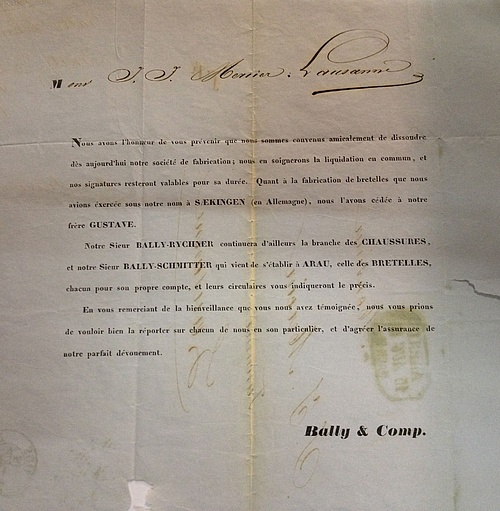 Monsieur J. J. Mercier. Lausanne
Nous avons l'honneur de vous prévenir que nous sommes convenus amicalement de dissoudre
dès aujourd'hui notre société de fabrication; nous en soignerons la liquidation en commun, et
nos signatures resteront valables pour sa durée. Quant à la fabrication de bretelles que nous
avions éxercée sous notre nom à SÆKINGEN (en Allemagne), nous l'avons cédée à notre
frère GUSTAVE.
Notre Sieur BALLY-RYCHNER continuera d'ailleurs la branche des CHAUSSURES,
et notre Sieur BALLY-SCHMITTER qui vient de s'établir à ARAU, celle des BRETELLES,
chacun pour son propre compte, et leurs circulaires vous indiqueront le précis.
En vous remerciant de la bienveillance que vous nous avez témoignée, nous vous prions
de vouloir bien la réporter sur chacun de nous en son particulier, et d'agréer l'assurance de
notre parfait dévouement.
Bally & Comp.